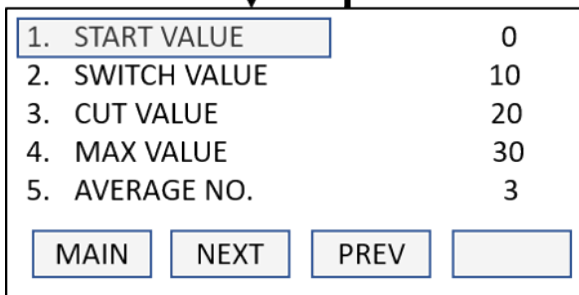 1. START VALUE 0
2. SWITCH VALUE 10
3. CUT VALUE 20
4. MAX VALUE 30
5. AVERAGE NO. 3
MAIN NEXT PREV